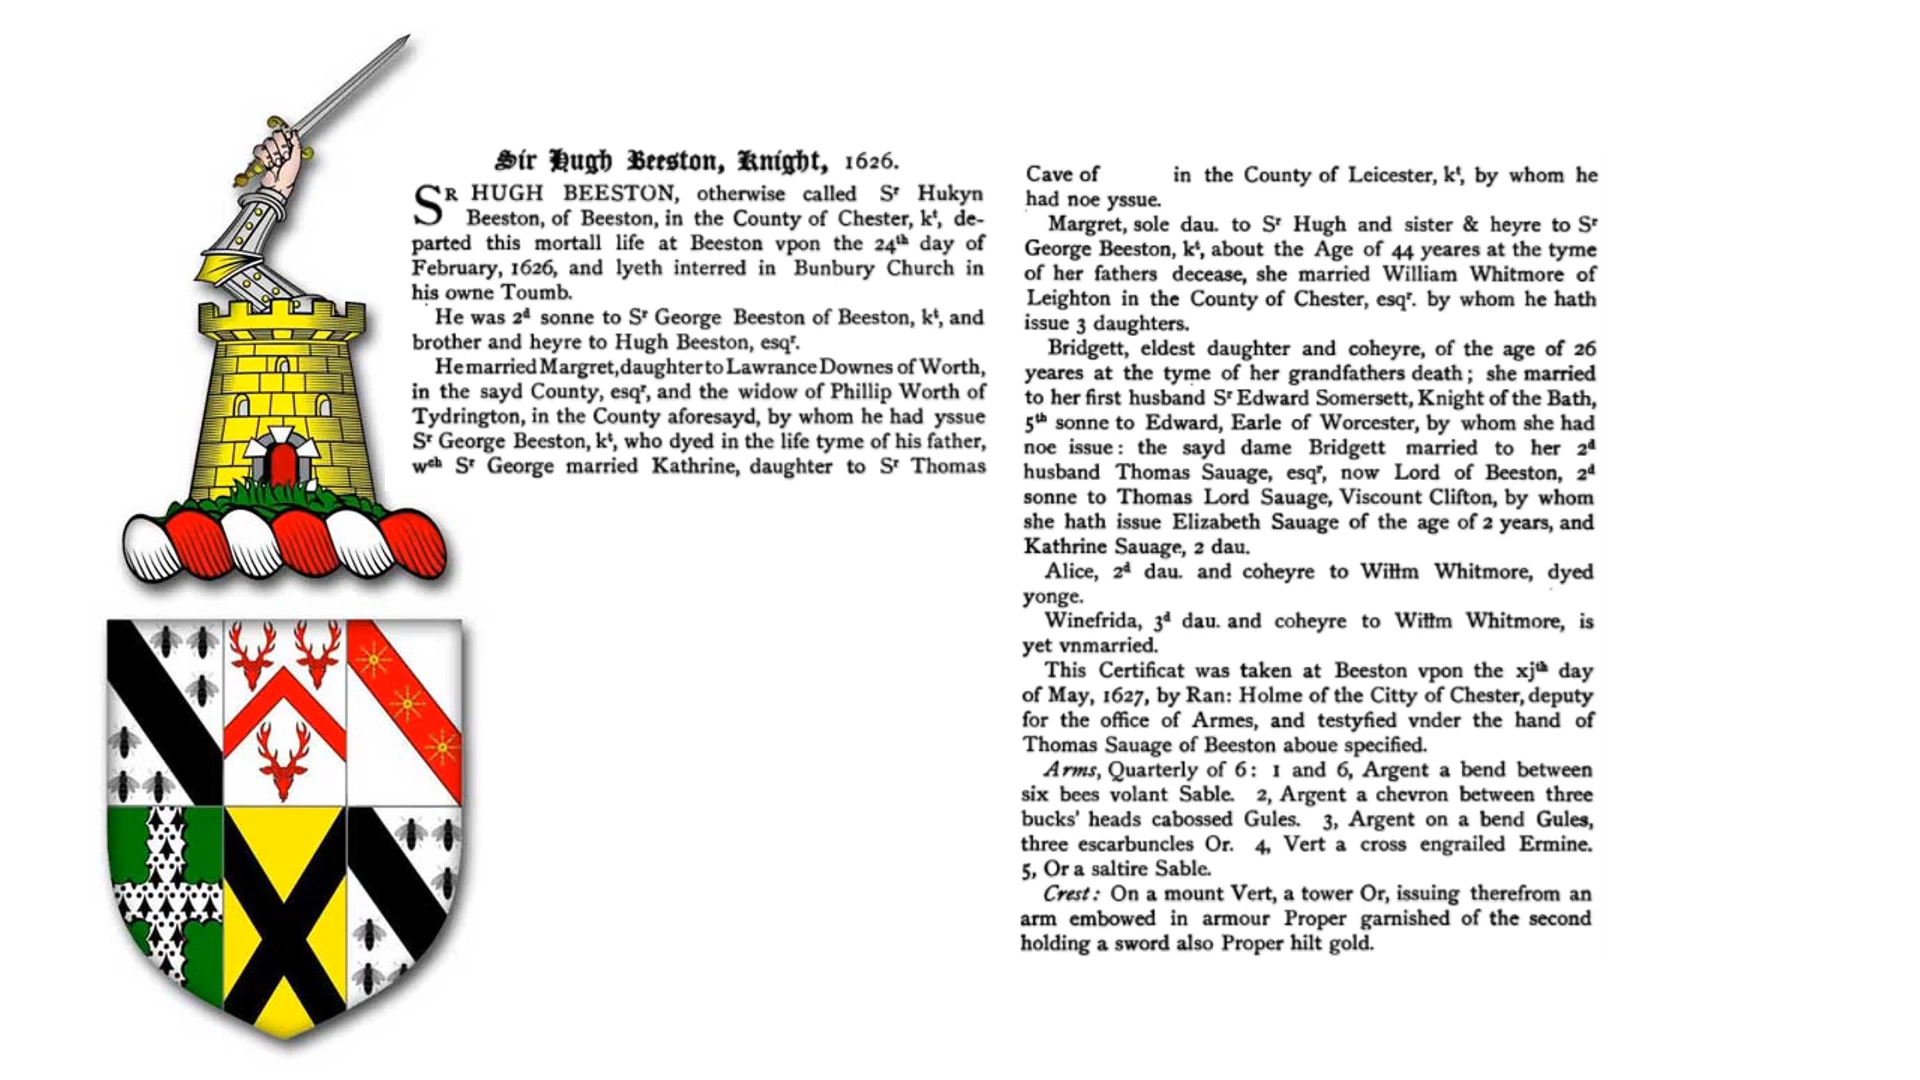 Sir Hugh Beeston, Knight, 1626.
SR HUGH BEESTON, otherwise called Sʳ Hukyn
Beeston, of Beeston, in the County of Chester, kᵗ, de-
parted this mortall life at Beeston vpon the 24ᵗʰ day of
February, 1626, and lyeth interred in Bunbury Church in
his owne Toumb.
He was 2ᵈ sonne to Sʳ George Beeston of Beeston, kᵗ, and
brother and heyre to Hugh Beeston, esqʳ.
He married Margret, daughter to Lawrance Downes of Worth,
in the sayd County, esqʳ, and the widow of Phillip Worth of
Tydrington, in the County aforesayd, by whom he had yssue
Sʳ George Beeston, kᵗ, who dyed in the life tyme of his father,
wᶜʰ Sʳ George married Kathrine, daughter to Sʳ Thomas
Cave of in the County of Leicester, kᵗ, by whom he
had noe yssue.
Margret, sole dau. to Sʳ Hugh and sister & heyre to Sʳ
George Beeston, kᵗ, about the Age of 44 yeares at the tyme
of her fathers decease, she married William Whitmore of
Leighton in the County of Chester, esqʳ. by whom he hath
issue 3 daughters.
Bridgett, eldest daughter and coheyre, of the age of 26
yeares at the tyme of her grandfathers death; she married
to her first husband Sʳ Edward Somersett, Knight of the Bath,
5ᵗʰ sonne to Edward, Earle of Worcester, by whom she had
noe issue: the sayd dame Bridgett married to her 2ᵈ
husband Thomas Sauage, esqʳ, now Lord of Beeston, 2ᵈ
sonne to Thomas Lord Sauage, Viscount Clifton, by whom
she hath issue Elizabeth Sauage of the age of 2 years, and
Kathrine Sauage, 2 dau.
Alice, 2ᵈ dau. and coheyre to Wiƚƚm Whitmore, dyed
yonge.
Winefrida, 3ᵈ dau. and coheyre to Wiƚƚm Whitmore, is
yet vnmarried.
This Certificat was taken at Beeston vpon the xjᵗʰ day
of May, 1627, by Ran: Holme of the Citty of Chester, deputy
for the office of Armes, and testyfied vnder the hand of
Thomas Sauage of Beeston aboue specified.
Arms, Quarterly of 6: 1 and 6, Argent a bend between
six bees volant Sable. 2, Argent a chevron between three
bucks' heads cabossed Gules. 3, Argent on a bend Gules,
three escarbuncles Or. 4, Vert a cross engrailed Ermine.
5, Or a saltire Sable.
Crest: On a mount Vert, a tower Or, issuing therefrom an
arm embowed in armour Proper garnished of the second
holding a sword also Proper hilt gold.